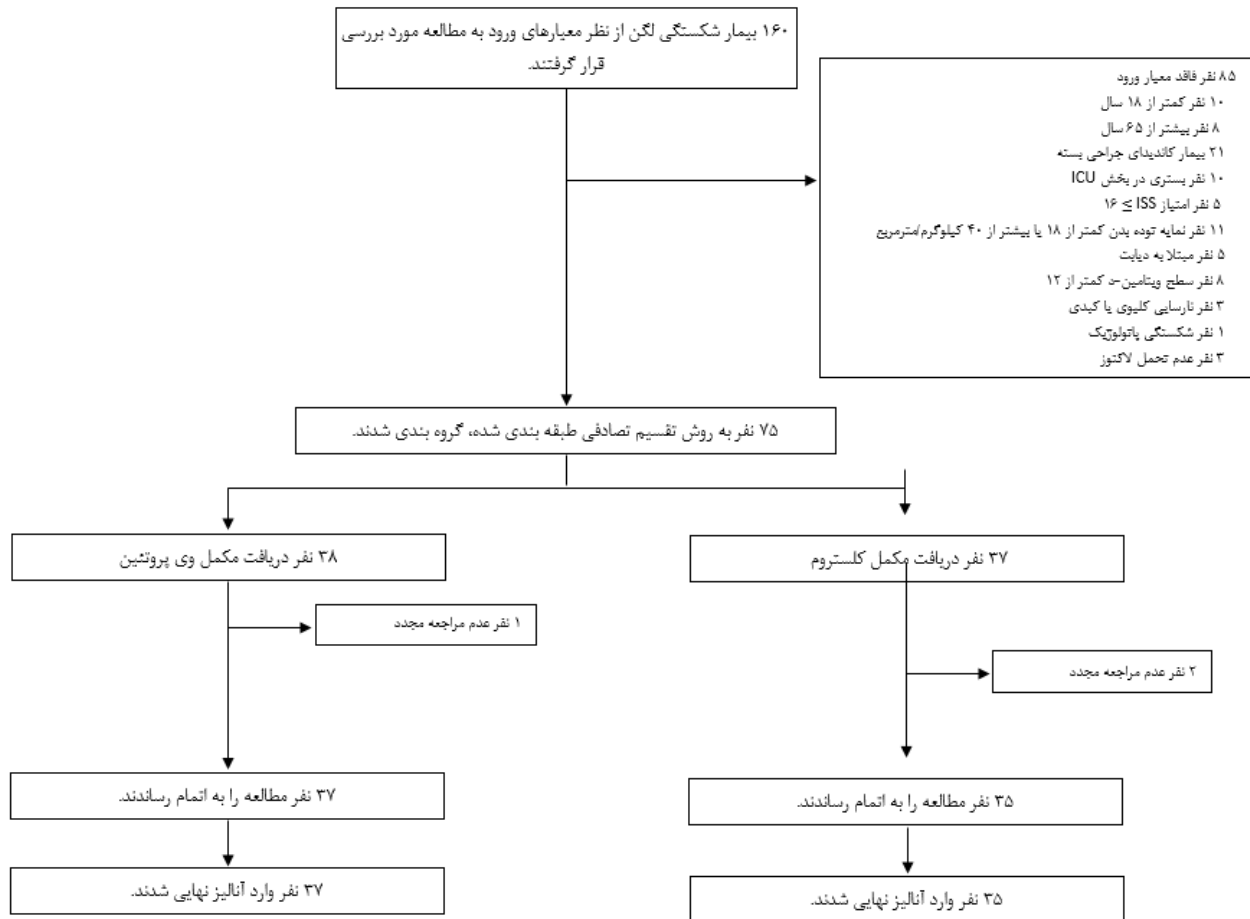 ۱۶۰ بیمار شکستگی لگن از نظر معیارهای ورود به مطالعه مورد بررسی
قرار گرفتند.
۸۵ نفر فاقد معیار ورود
۱۰ نفر کمتر از ۱۸ سال
۸ نفر بیشتر از ۶۵ سال
۲۱ بیمار کاندیدای جراحی بسته
۱۰ نفر بستری در بخش ICU
۵ نفر امتیاز ISS ≥ ۱۶
۱۱ نفر نمایه توده بدن کمتر از ۱۸ یا بیشتر از ۴۰ کیلوگرم/مترمربع
۵ نفر مبتلا به دیابت
۸ نفر سطح ویتامین-د کمتر از ۱۲
۳ نفر نارسایی کلیوی یا کبدی
۱ نفر شکستگی پاتولوژیک
۳ نفر عدم تحمل لاکتوز
۷۵ نفر به روش تقسیم تصادفی طبقه بندی شده، گروه بندی شدند.
۳۷ نفر دریافت مکمل کلستروم
۳۸ نفر دریافت مکمل وی پروتئین
۲ نفر عدم مراجعه مجدد
۱ نفر عدم مراجعه مجدد
۳۵ نفر مطالعه را به اتمام رساندند.
۳۷ نفر مطالعه را به اتمام رساندند.
۳۵ نفر وارد آنالیز نهایی شدند.
۳۷ نفر وارد آنالیز نهایی شدند.